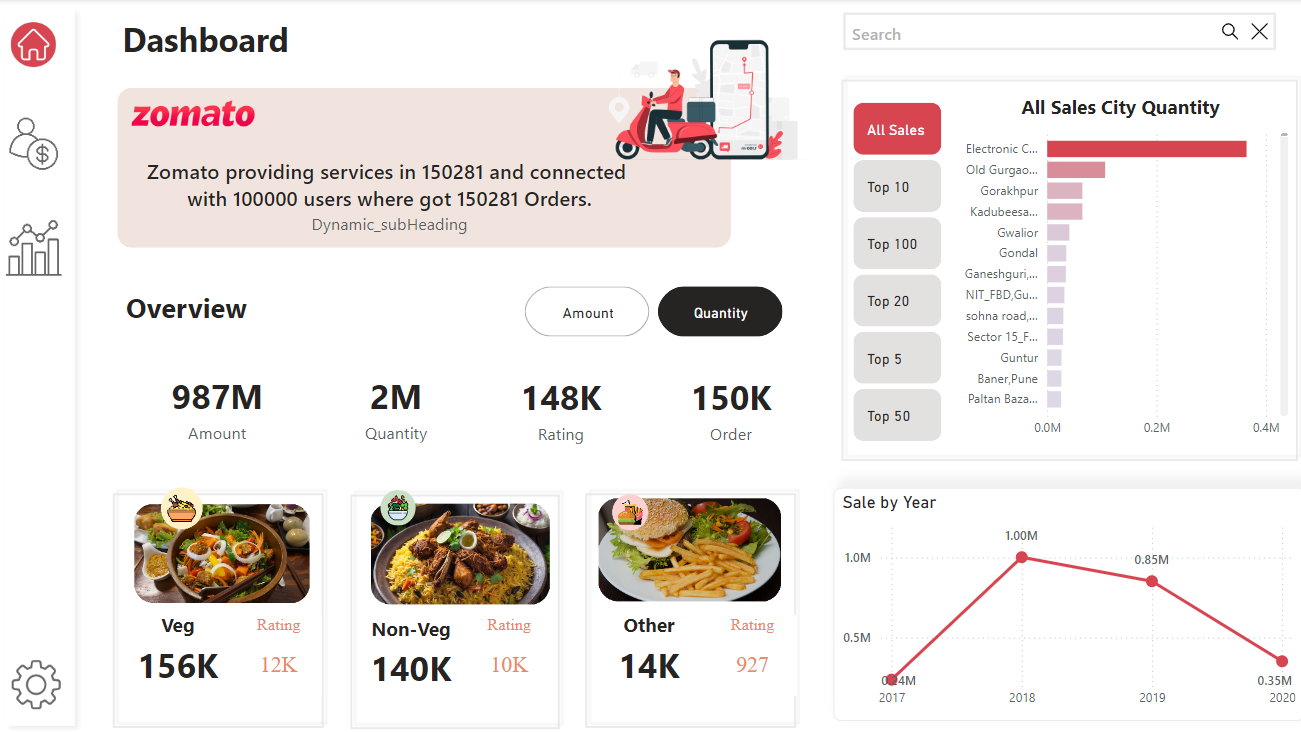 Dashboard
Search
zomato
Zomato providing services in 150281 and connected
with 100000 users where got 150281 Orders.
Dynamic_subHeading
Overview
Amount
Quantity
987M
Amount
2M
Quantity
148K
Rating
150K
Order
Veg
Rating
156K
12K
Non-Veg
Rating
140K
10K
Other
Rating
14K
927
All Sales
Top 10
Top 100
Top 20
Top 5
Top 50
All Sales City Quantity
Electronic C...
Old Gurgao...
Gorakhpur
Kadubeesa...
Gwalior
Gondal
Ganeshguri,...
NIT_FBD,Gu...
sohna road,...
Sector 15_F...
Guntur
Baner,Pune
Paltan Baza...
0.0M 0.2M 0.4M
Sale by Year
1.00M
1.0M
0.85M
0.5M
0.24M
0.35M
2017 2018 2019 2020